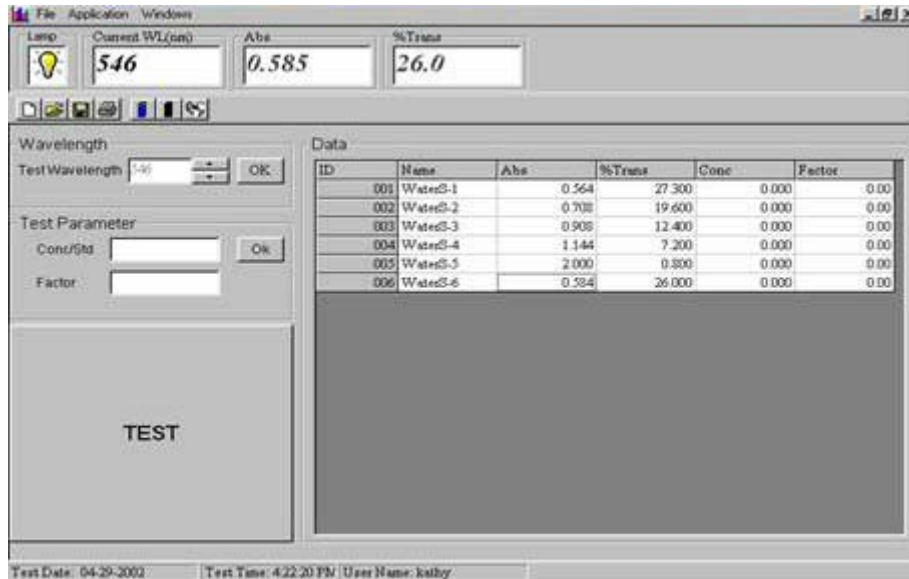 File Application Windows
Lamp Current WL(nm) Abs %Trans
546 0.585 26.0
Wavelength
Test Wavelength 546 OK
Test Parameter
Conc/Std Ok
Factor
TEST
Data
ID Name Abs %Trans Conc Factor
001 WaterS-1 0.564 27.300 0.000 0.00
002 WaterS-2 0.708 19.600 0.000 0.00
003 WaterS-3 0.908 12.400 0.000 0.00
004 WaterS-4 1.144 7.200 0.000 0.00
005 WaterS-5 2.000 0.800 0.000 0.00
006 WaterS-6 0.584 26.000 0.000 0.00
Test Date: 04-29-2002 Test Time: 4:22:20 PM User Name: kathy